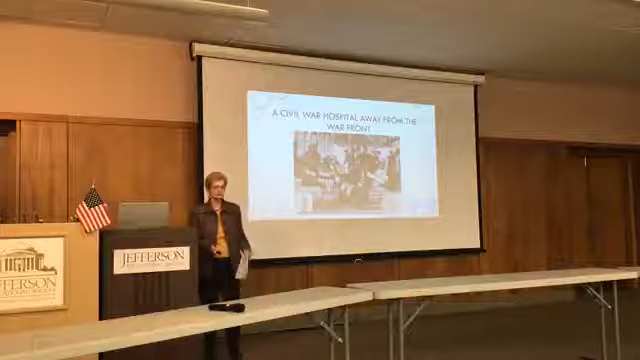 A CIVIL WAR HOSPITAL AWAY FROM THE
WAR FRONT
JEFFERSON
JEFFERSON